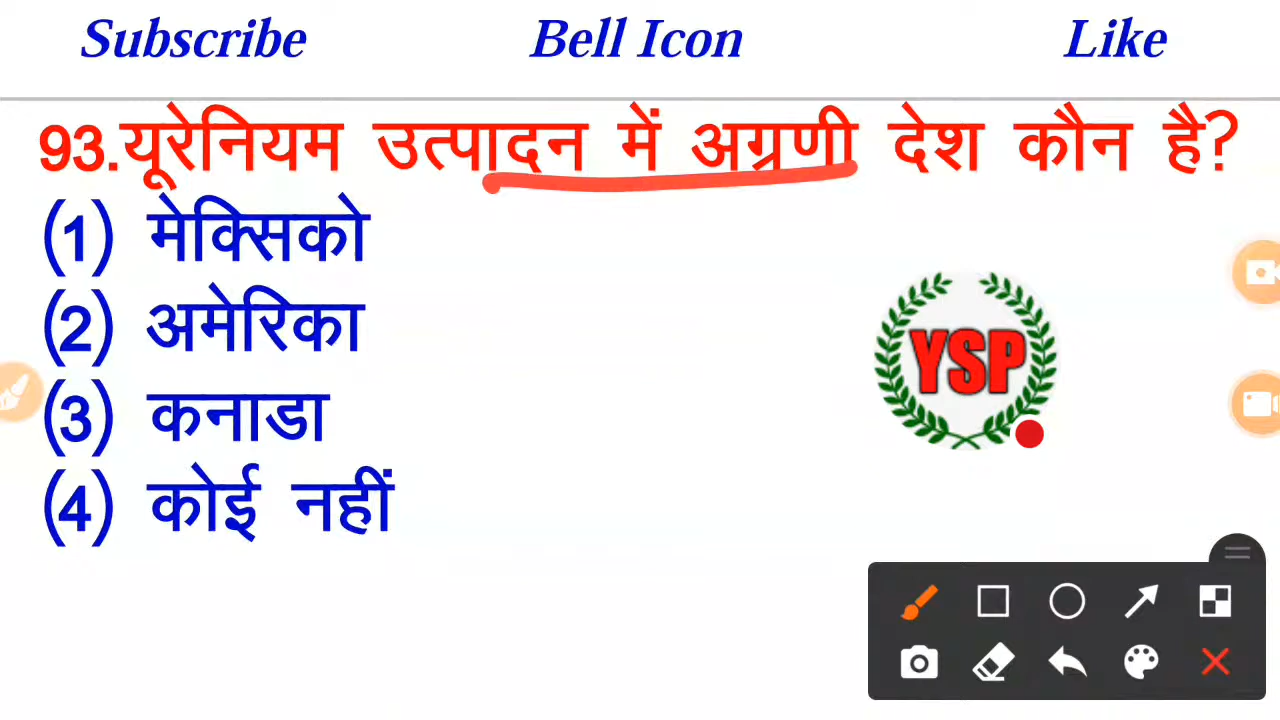 Subscribe Bell Icon Like
93.यूरेनियम उत्पादन में अग्रणी देश कौन है?
(1) मेक्सिको
(2) अमेरिका
(3) कनाडा
(4) कोई नहीं
YSP